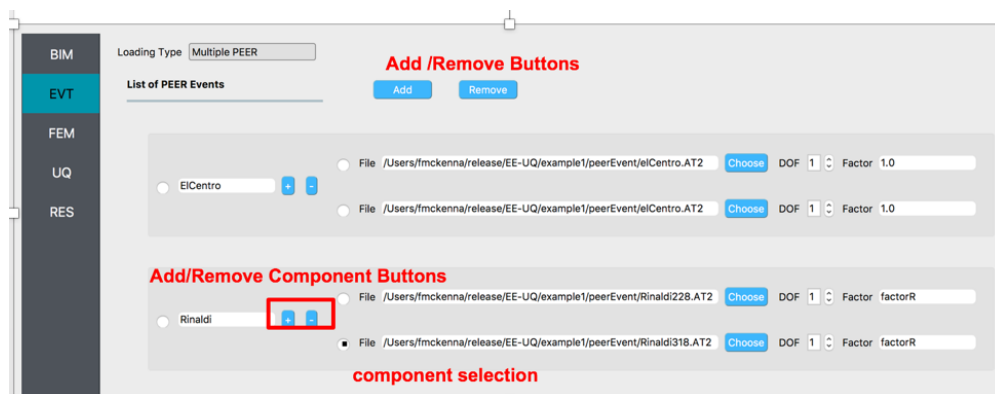 BIM
EVT
FEM
UQ
RES
Loading Type Multiple PEER
List of PEER Events
Add /Remove Buttons
Add Remove
File /Users/fmckenna/release/EE-UQ/example1/peerEvent/elCentro.AT2 Choose DOF 1 Factor 1.0
ElCentro + -
File /Users/fmckenna/release/EE-UQ/example1/peerEvent/elCentro.AT2 Choose DOF 1 Factor 1.0
Add/Remove Component Buttons
File /Users/fmckenna/release/EE-UQ/example1/peerEvent/Rinaldi228.AT2 Choose DOF 1 Factor factorR
Rinaldi + -
File /Users/fmckenna/release/EE-UQ/example1/peerEvent/Rinaldi318.AT2 Choose DOF 1 Factor factorR
component selection